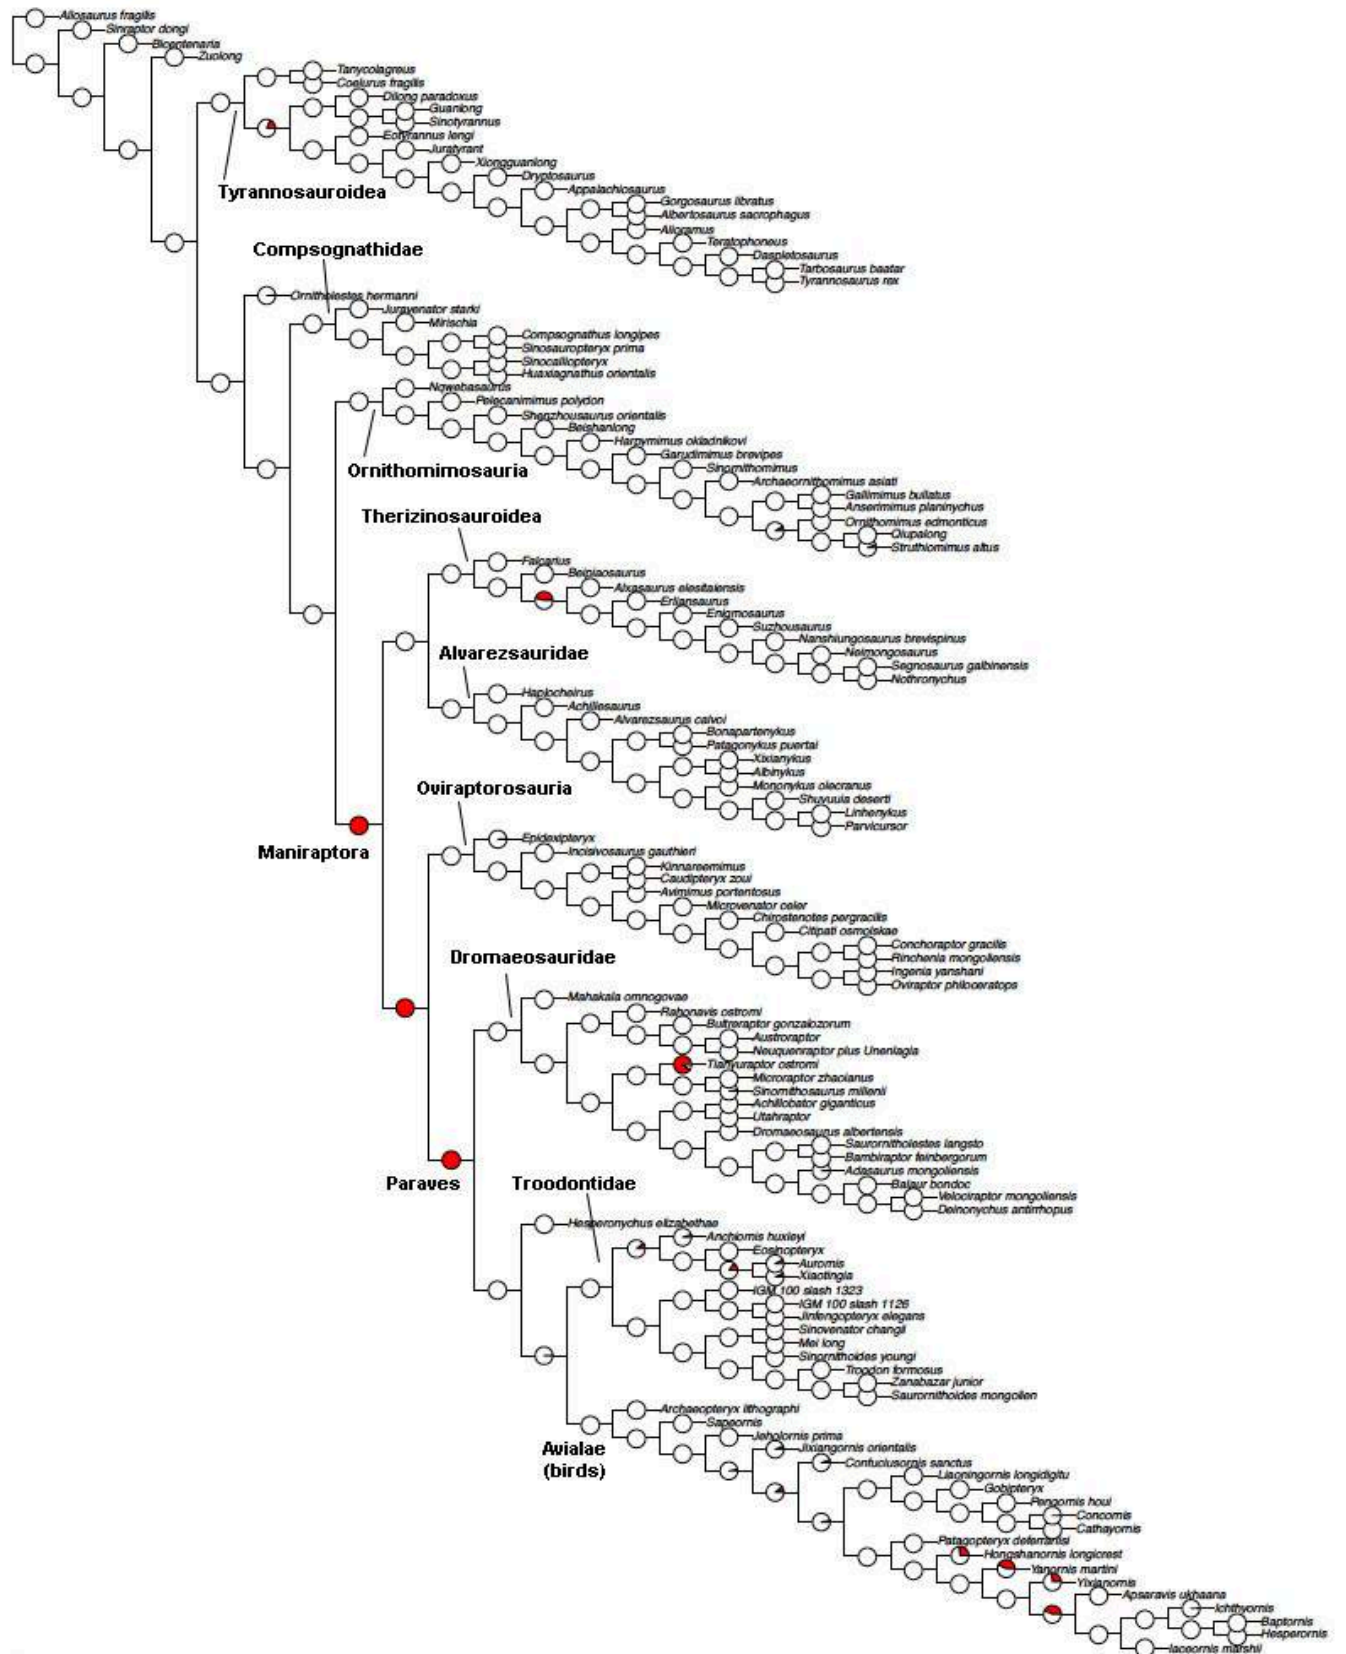 Allosaurus fragilis
Sinraptor dongi
Bicentenaria
Zuolong
Tanycolagreus
Coelurus fragilis
Dilong paradoxus
Guanlong
Sinotyrannus
Eotyrannus lengi
Juratyrant
Xiongguanlong
Dryptosaurus
Appalachiosaurus
Tyrannosauroidea
Gorgosaurus libratus
Albertosaurus sacrophagus
Alioramus
Teratophoneus
Compsognathidae
Daspletosaurus
Tarbosaurus baatar
Tyrannosaurus rex
Ornitholestes hermanni
Juravenator starki
Mirischia
Compsognathus longipes
Sinosauropteryx prima
Sinocalliopteryx
Huaxiagnathus orientalis
Nqwebasaurus
Pelecanimimus polydon
Shenzhousaurus orientalis
Beishanlong
Harpymimus okladnikovi
Garudimimus brevipes
Ornithomimosauria
Sinornithomimus
Archaeornithomimus asiati
Gallimimus bullatus
Anserimimus planinychus
Therizinosauroidea
Ornithomimus edmonticus
Qiupalong
Struthiomimus altus
Falcarius
Beipiaosaurus
Alxasaurus elesitaiensis
Erliansaurus
Enigmosaurus
Suzhousaurus
Nanshiungosaurus brevispinus
Alvarezsauridae
Neimongosaurus
Segnosaurus galbinensis
Nothronychus
Haplocheirus
Achillesaurus
Alvarezsaurus calvoi
Bonapartenykus
Patagonykus puertai
Xixianykus
Albinykus
Oviraptorosauria
Mononykus olecranus
Shuvuuia deserti
Linhenykus
Parvicursor
Epidexipteryx
Maniraptora
Incisivosaurus gauthieri
Kinnareemimus
Caudipteryx zoui
Avimimus portentosus
Microvenator celer
Chirostenotes pergracilis
Citipati osmolskae
Conchoraptor gracilis
Dromaeosauridae
Rinchenia mongoliensis
Ingenia yanshani
Oviraptor philoceratops
Mahakala omnogovae
Rahonavis ostromi
Buitreraptor gonzalozorum
Austroraptor
Neuquenraptor plus Unenlagia
Tianyuraptor ostromi
Microraptor zhaoianus
Sinornithosaurus millenii
Achillobator giganticus
Utahraptor
Dromaeosaurus albertensis
Saurornitholestes langsto
Bambiraptor feinbergorum
Adasaurus mongoliensis
Paraves
Troodontidae
Balaur bondoc
Velociraptor mongoliensis
Deinonychus antirrhopus
Hesperonychus elizabethae
Anchiornis huxleyi
Eosinopteryx
Aurornis
Xiaotingia
IGM 100 slash 1323
IGM 100 slash 1126
Jinfengopteryx elegans
Sinovenator changii
Mei long
Sinornithoides youngi
Troodon formosus
Zanabazar junior
Saurornithoides mongolien
Archaeopteryx lithographi
Sapeornis
Jeholornis prima
Avialae
(birds)
Jixiangornis orientalis
Confuciusornis sanctus
Liaoningornis longidigitu
Gobipteryx
Pengornis houi
Concornis
Cathayornis
Patagopteryx deferrariisi
Hongshanornis longicrest
Yanornis martini
Yixianornis
Apsaravis ukhaana
Ichthyornis
Baptornis
Hesperornis
Iaceornis marshii